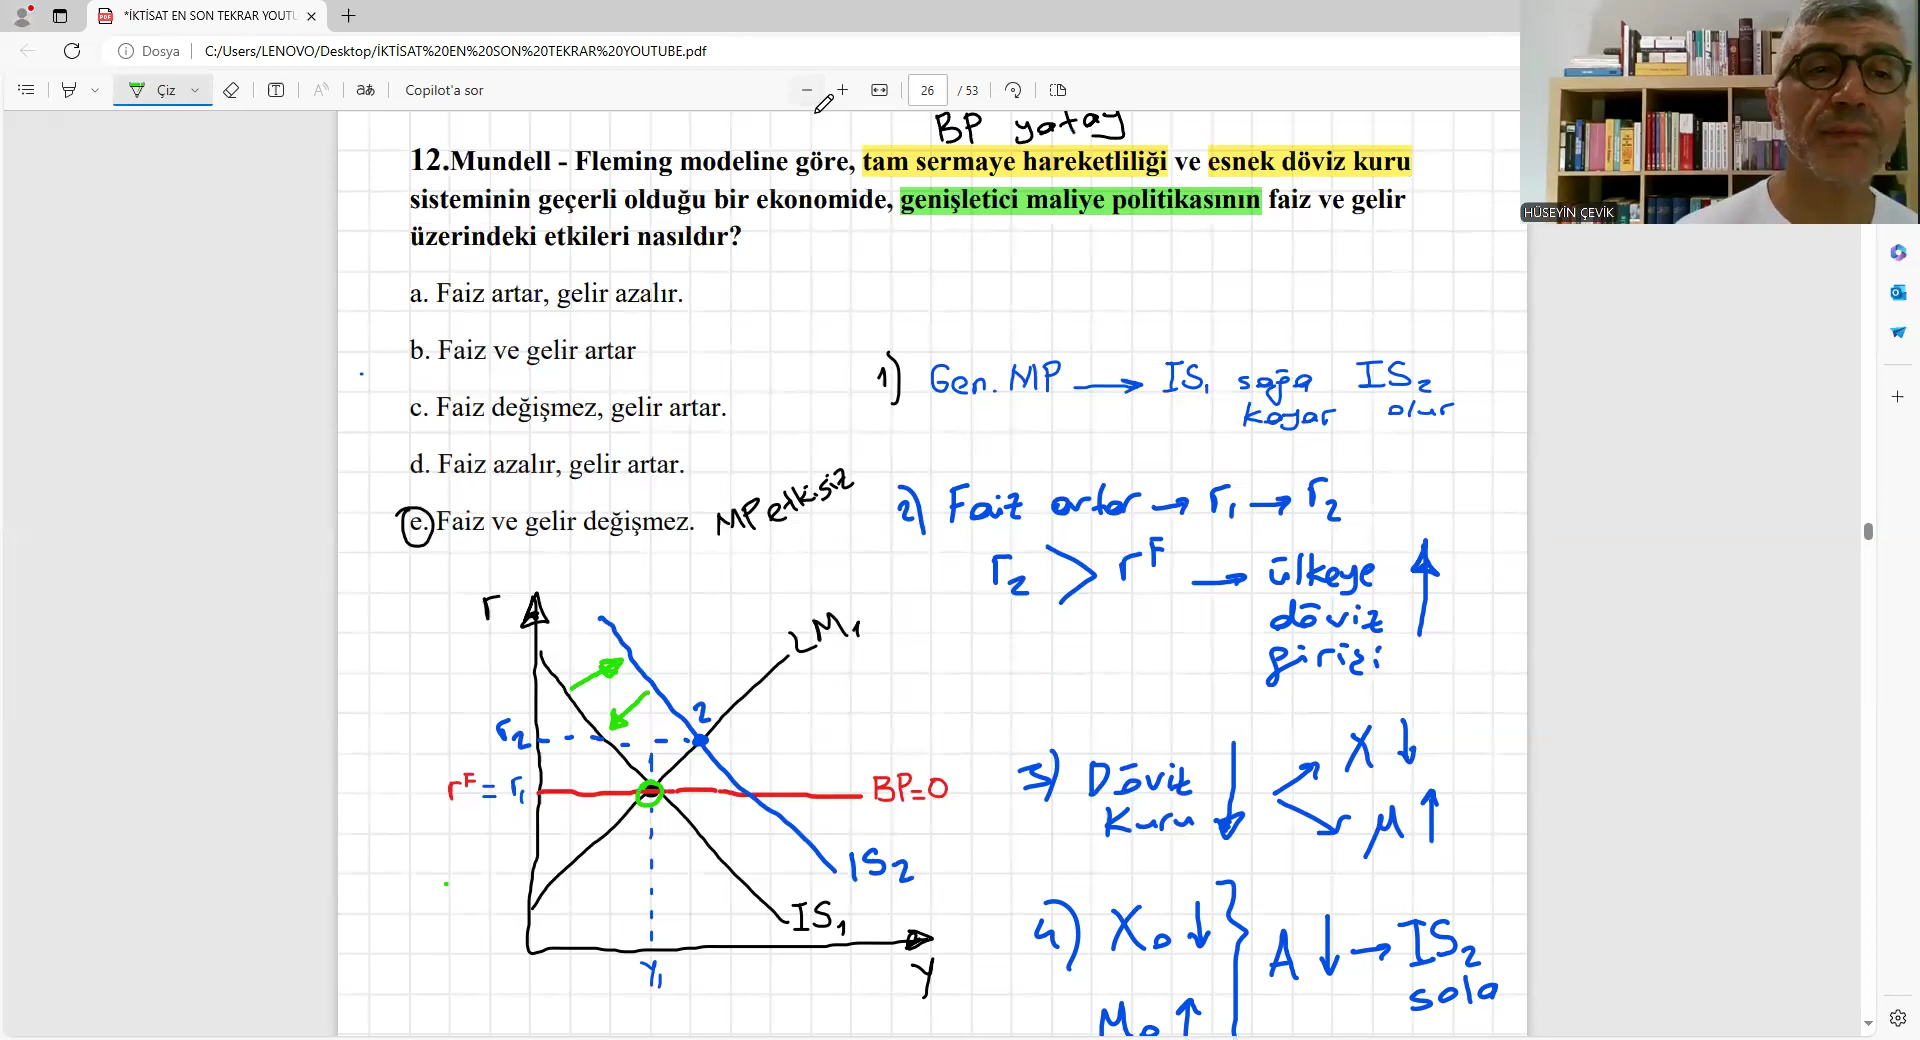 *İKTİSAT EN SON TEKRAR YOUTU
Dosya
C:/Users/LENOVO/Desktop/İKTİSAT%20EN%20SON%20TEKRAR%20YOUTUBE.pdf
Çiz
aあ
Copilot'a sor
26
/ 53
HÜSEYİN ÇEVİK
BP yatay
12.Mundell - Fleming modeline göre, tam sermaye hareketliliği ve esnek döviz kuru
sisteminin geçerli olduğu bir ekonomide, genişletici maliye politikasının faiz ve gelir
üzerindeki etkileri nasıldır?
a. Faiz artar, gelir azalır.
b. Faiz ve gelir artar
c. Faiz değişmez, gelir artar.
d. Faiz azalır, gelir artar.
e. Faiz ve gelir değişmez.
MP etkisiz
1) Gen. MP → IS₁ sağa IS₂
kayar olur
2) Faiz artar → r₁ → r₂
r₂ > rF → ülkeye ↑
döviz
girişi
3) Döviz Kuru ↓
X ↓
M ↑
4) X₀ ↓ } A ↓ → IS₂
sola
M₀ ↑
r
LM₁
2
r₂
rF = r₁
BP=0
IS₂
IS₁
Y₁
Y